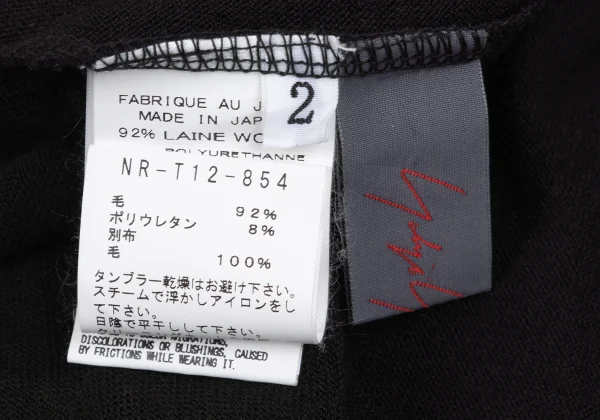 FABRIQUE AU J
2
MADE IN JAP
92% LAINE WO
POLYURETHANNE
NR-T12-854
毛 92%
ポリウレタン 8%
別布
毛 100%
タンブラー乾燥はお避け下さい。
スチームで浮かしアイロンをし
て下さい。
日陰で平干しして下さい。
DISCOLORATIONS OR BLUSHINGS, CAUSED
BY FRICTIONS WHILE WEARING IT.